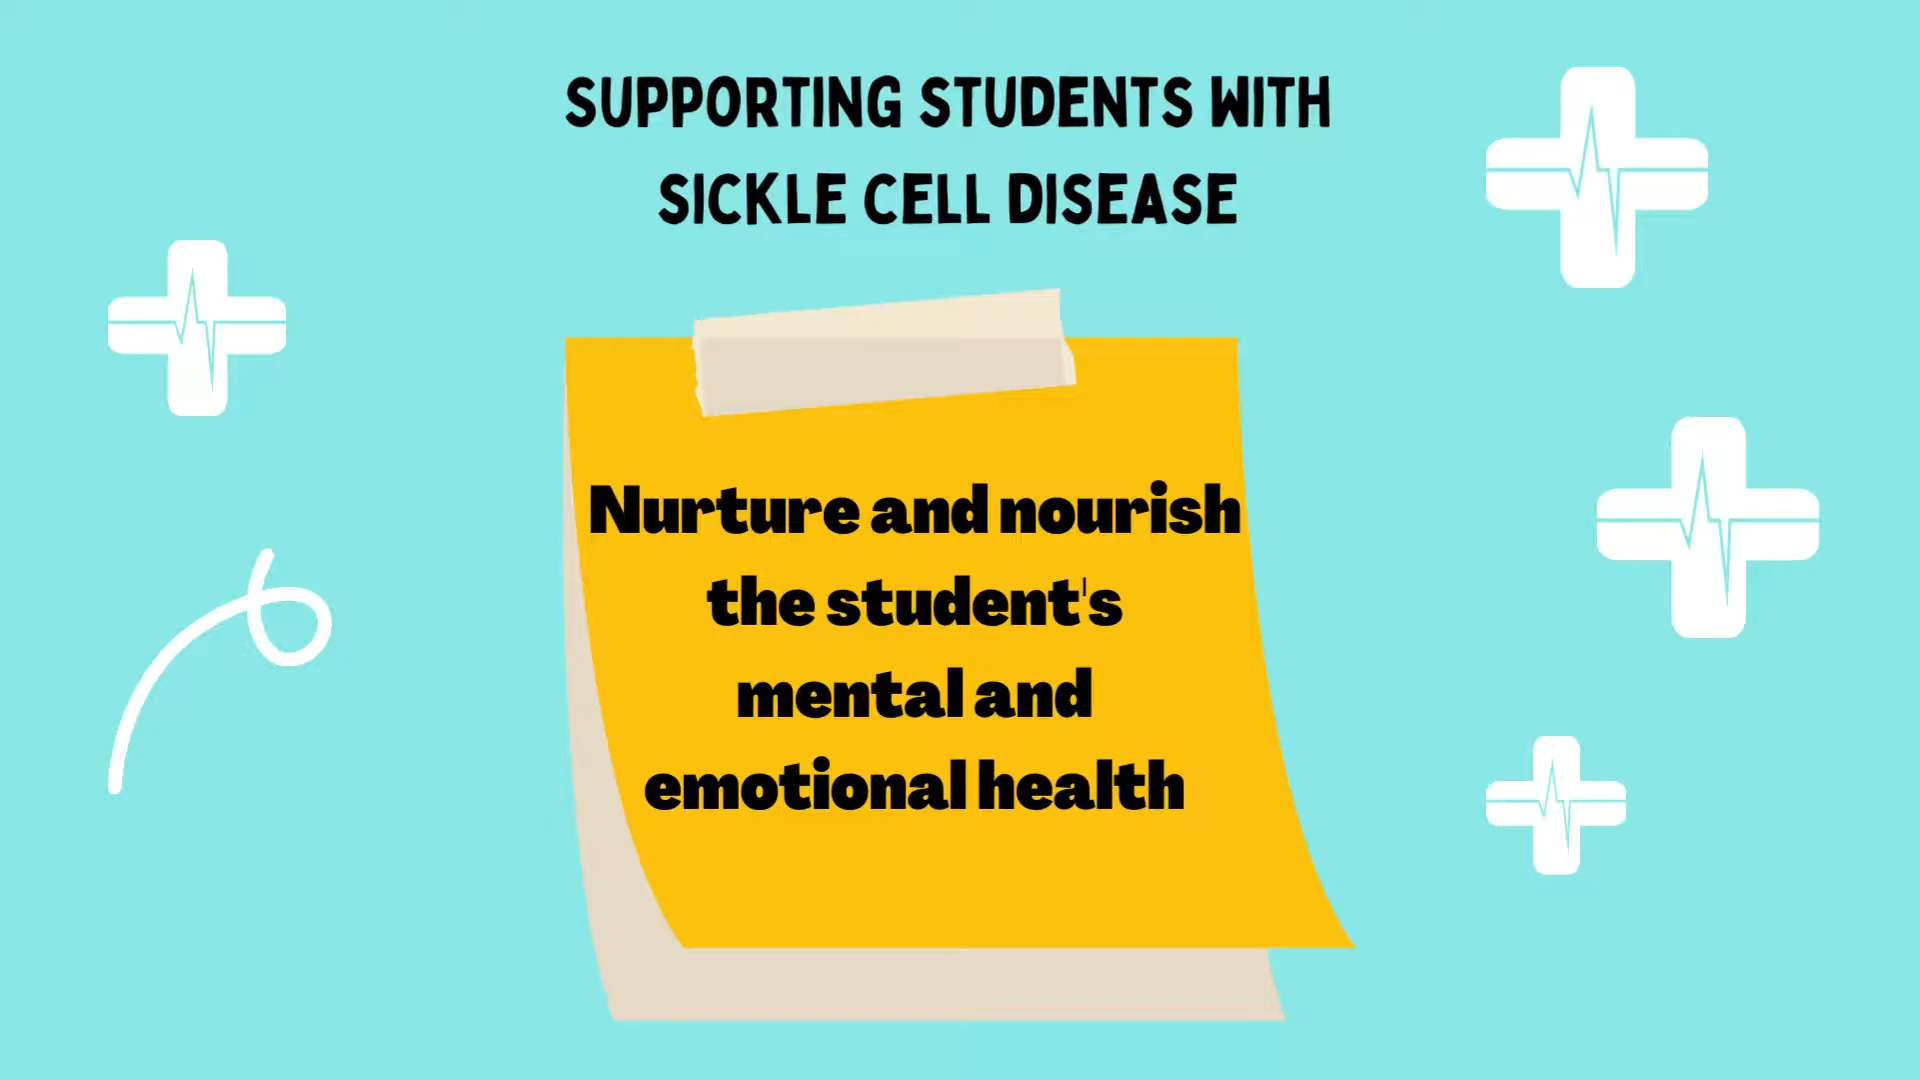 SUPPORTING STUDENTS WITH
SICKLE CELL DISEASE
Nurture and nourish
the student's
mental and
emotional health